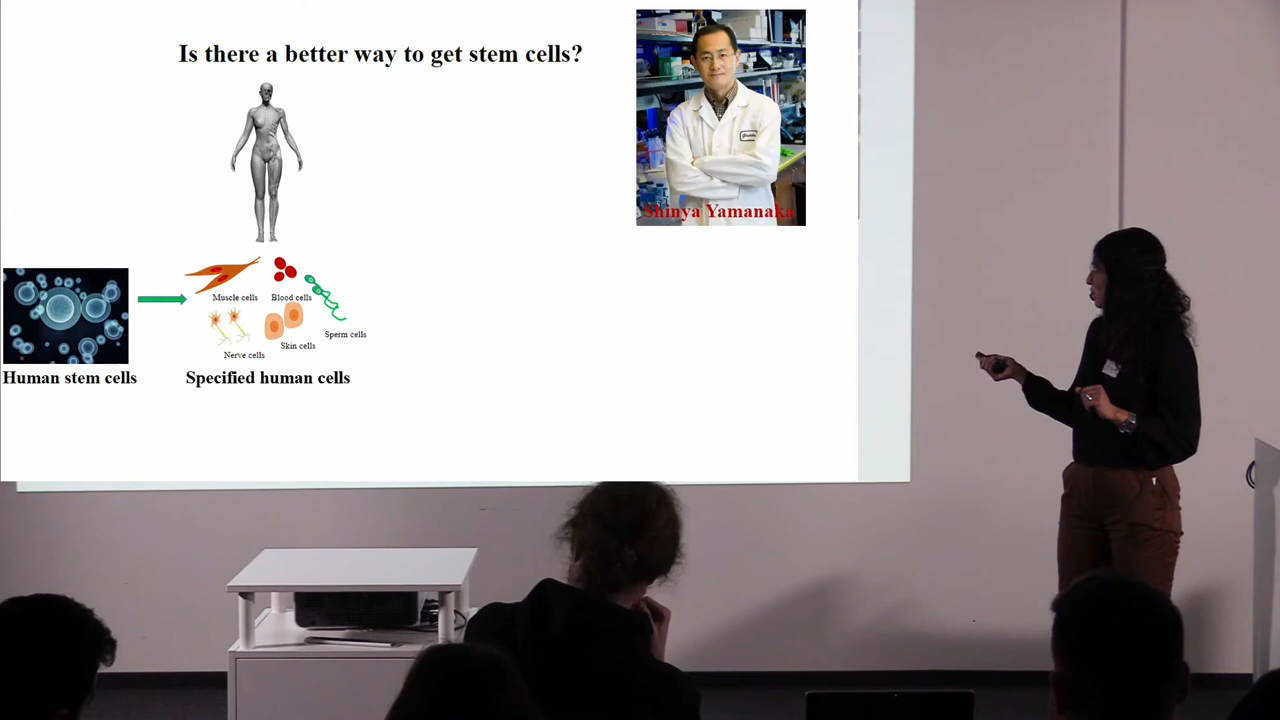 Is there a better way to get stem cells?
Shinya Yamanaka
Muscle cells
Blood cells
Sperm cells
Nerve cells
Skin cells
Human stem cells
Specified human cells